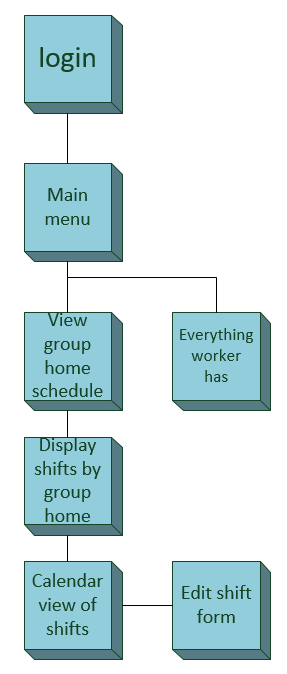 login
Main
menu
View
group
home
schedule
Everything
worker
has
Display
shifts by
group
home
Calendar
view of
shifts
Edit shift
form